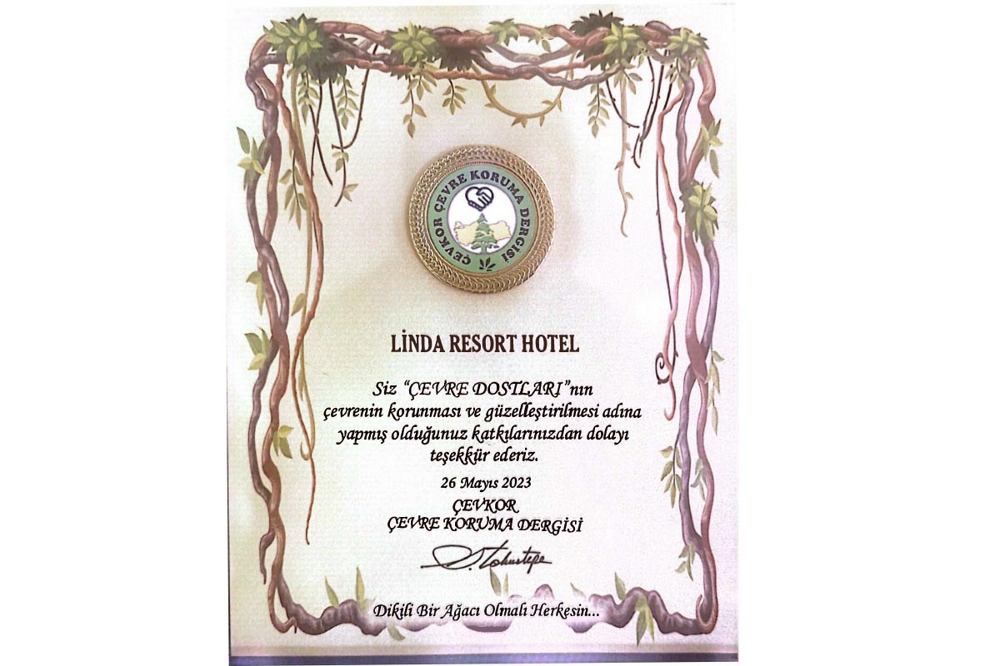 ÇEVKOR ÇEVRE KORUMA DERGİSİ
LİNDA RESORT HOTEL
Siz “ÇEVRE DOSTLARI”nın
çevrenin korunması ve güzelleştirilmesi adına
yapmış olduğunuz katkılarınızdan dolayı
teşekkür ederiz.
26 Mayıs 2023
ÇEVKOR
ÇEVRE KORUMA DERGİSİ
Dikili Bir Ağacı Olmalı Herkesin...